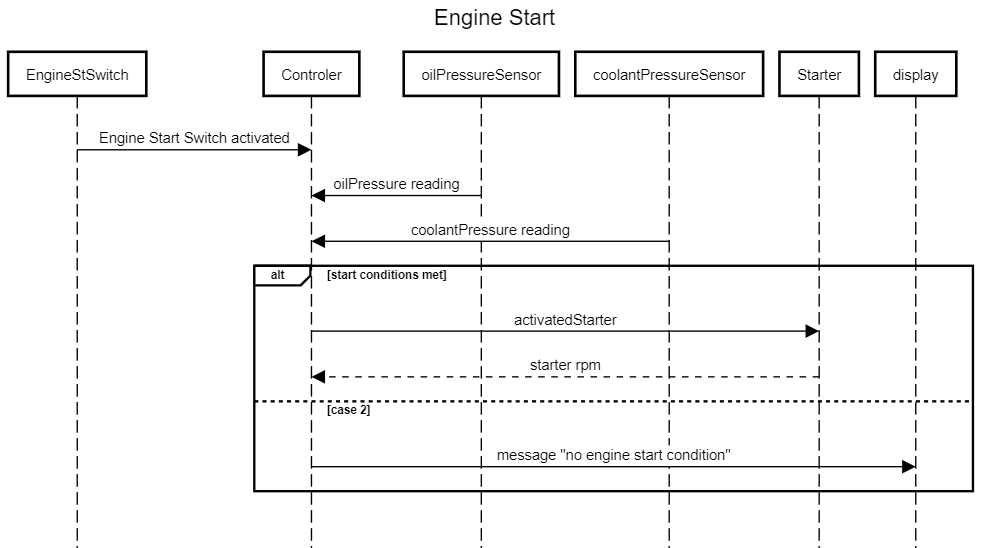 Engine Start
EngineStSwitch
Controler
oilPressureSensor
coolantPressureSensor
Starter
display
Engine Start Switch activated
oilPressure reading
coolantPressure reading
alt
[start conditions met]
activatedStarter
starter rpm
[case 2]
message "no engine start condition"